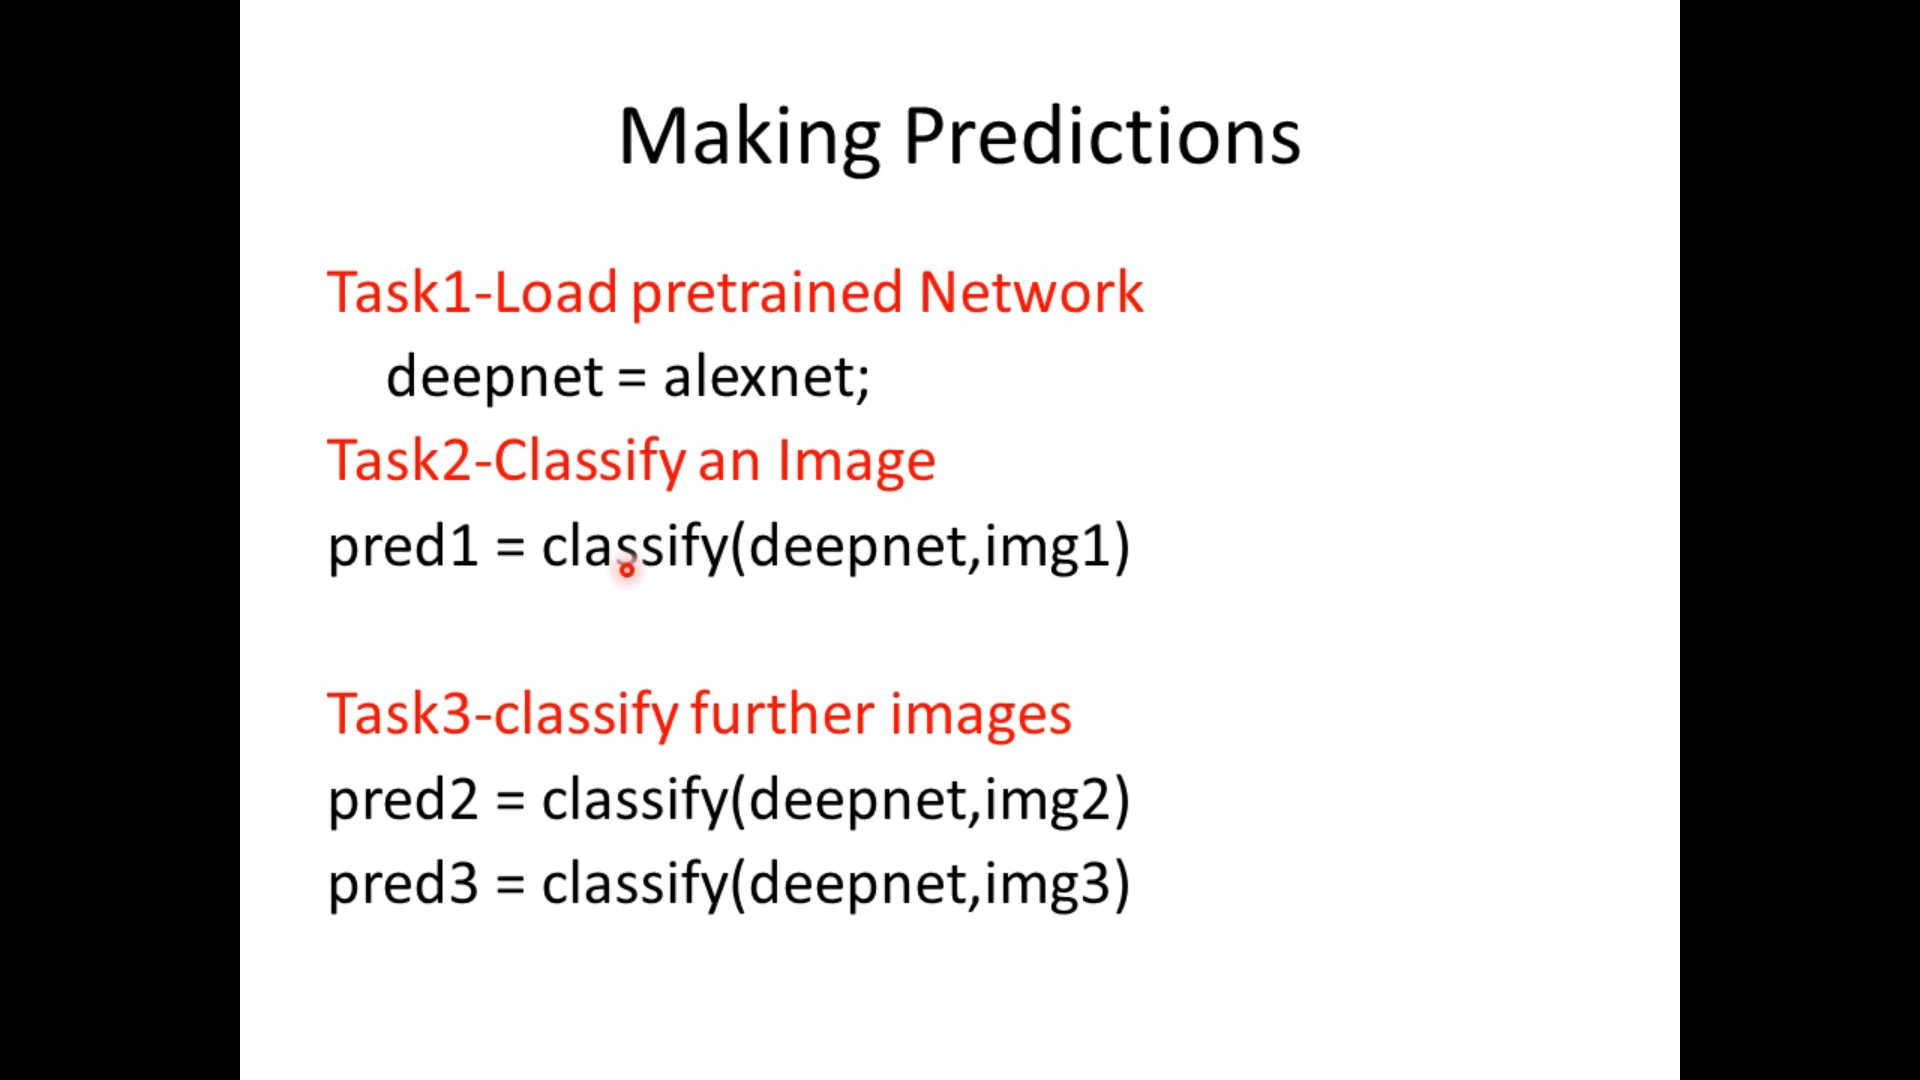 Making Predictions
Task1-Load pretrained Network
deepnet = alexnet;
Task2-Classify an Image
pred1 = classify(deepnet,img1)
Task3-classify further images
pred2 = classify(deepnet,img2)
pred3 = classify(deepnet,img3)